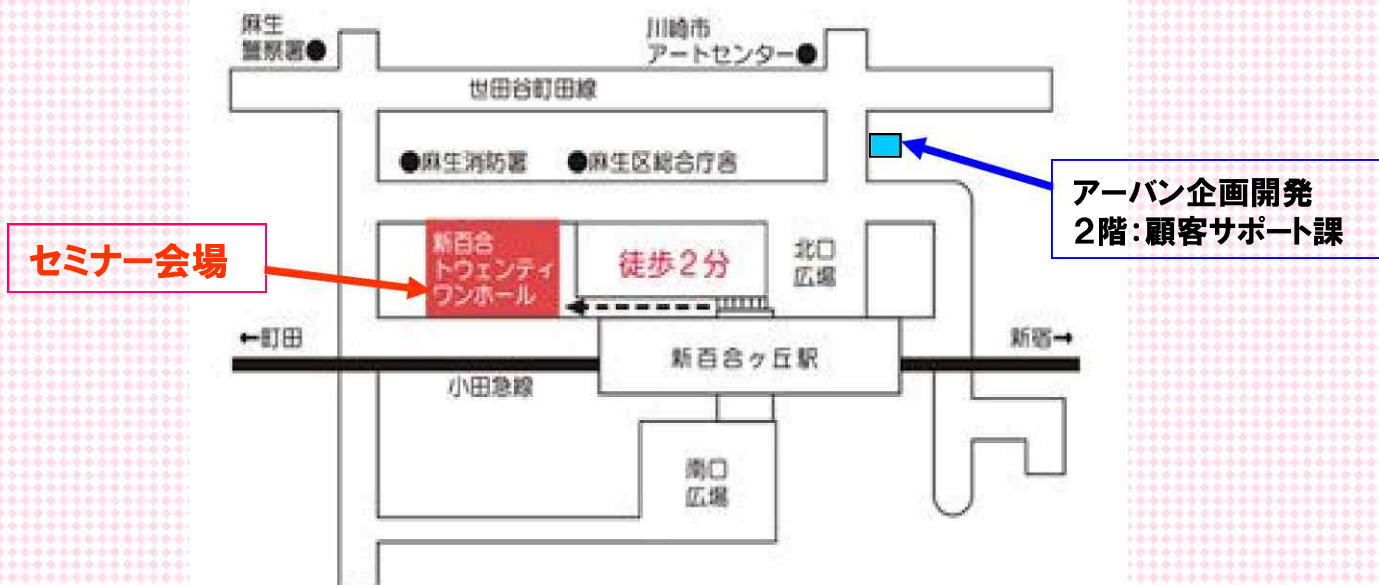 麻生
警察署●
川崎市
アートセンター●
世田谷町田線
●麻生消防署
●麻生区総合庁舎
アーバン企画開発
2階:顧客サポート課
セミナー会場
新百合
トウェンティ
ワンホール
徒歩2分
北口
広場
←町田
新宿→
新百合ヶ丘駅
小田急線
南口
広場